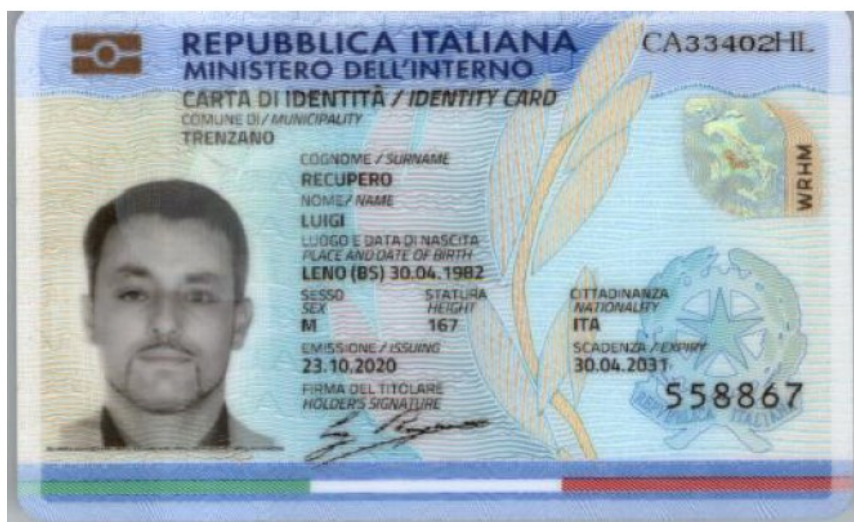 REPUBBLICA ITALIANA
CA33402HL
MINISTERO DELL'INTERNO
CARTA DI IDENTITÀ / IDENTITY CARD
COMUNE DI / MUNICIPALITY
TRENZANO
COGNOME / SURNAME
RECUPERO
NOME / NAME
LUIGI
LUOGO E DATA DI NASCITA
PLACE AND DATE OF BIRTH
LENO (BS) 30.04.1982
SESSO STATURA CITTADINANZA
SEX HEIGHT NATIONALITY
M 167 ITA
EMISSIONE / ISSUING SCADENZA / EXPIRY
23.10.2020 30.04.2031
FIRMA DEL TITOLARE
HOLDER'S SIGNATURE
558867
WRHM